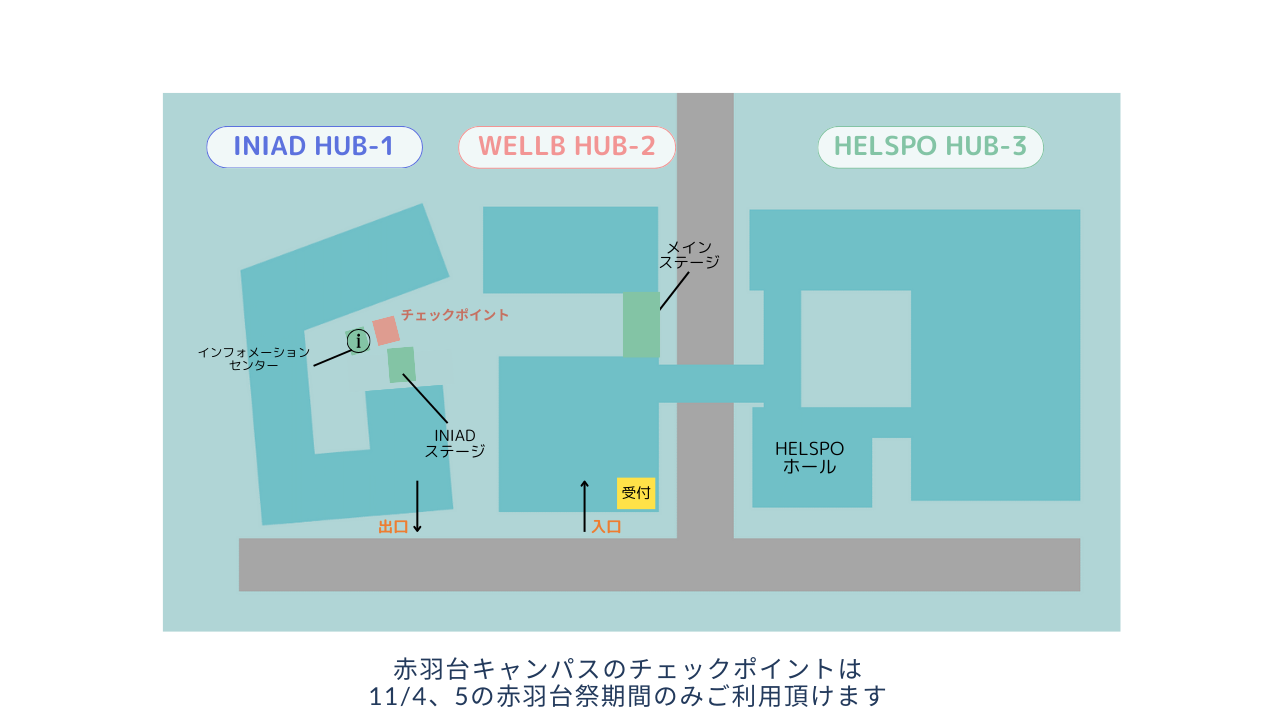 INIAD HUB-1
WELLB HUB-2
HELSPO HUB-3
メイン
ステージ
チェックポイント
i
インフォメーション
センター
INIAD
ステージ
HELSPO
ホール
受付
出口
入口
赤羽台キャンパスのチェックポイントは
11/4、5の赤羽台祭期間のみご利用頂けます